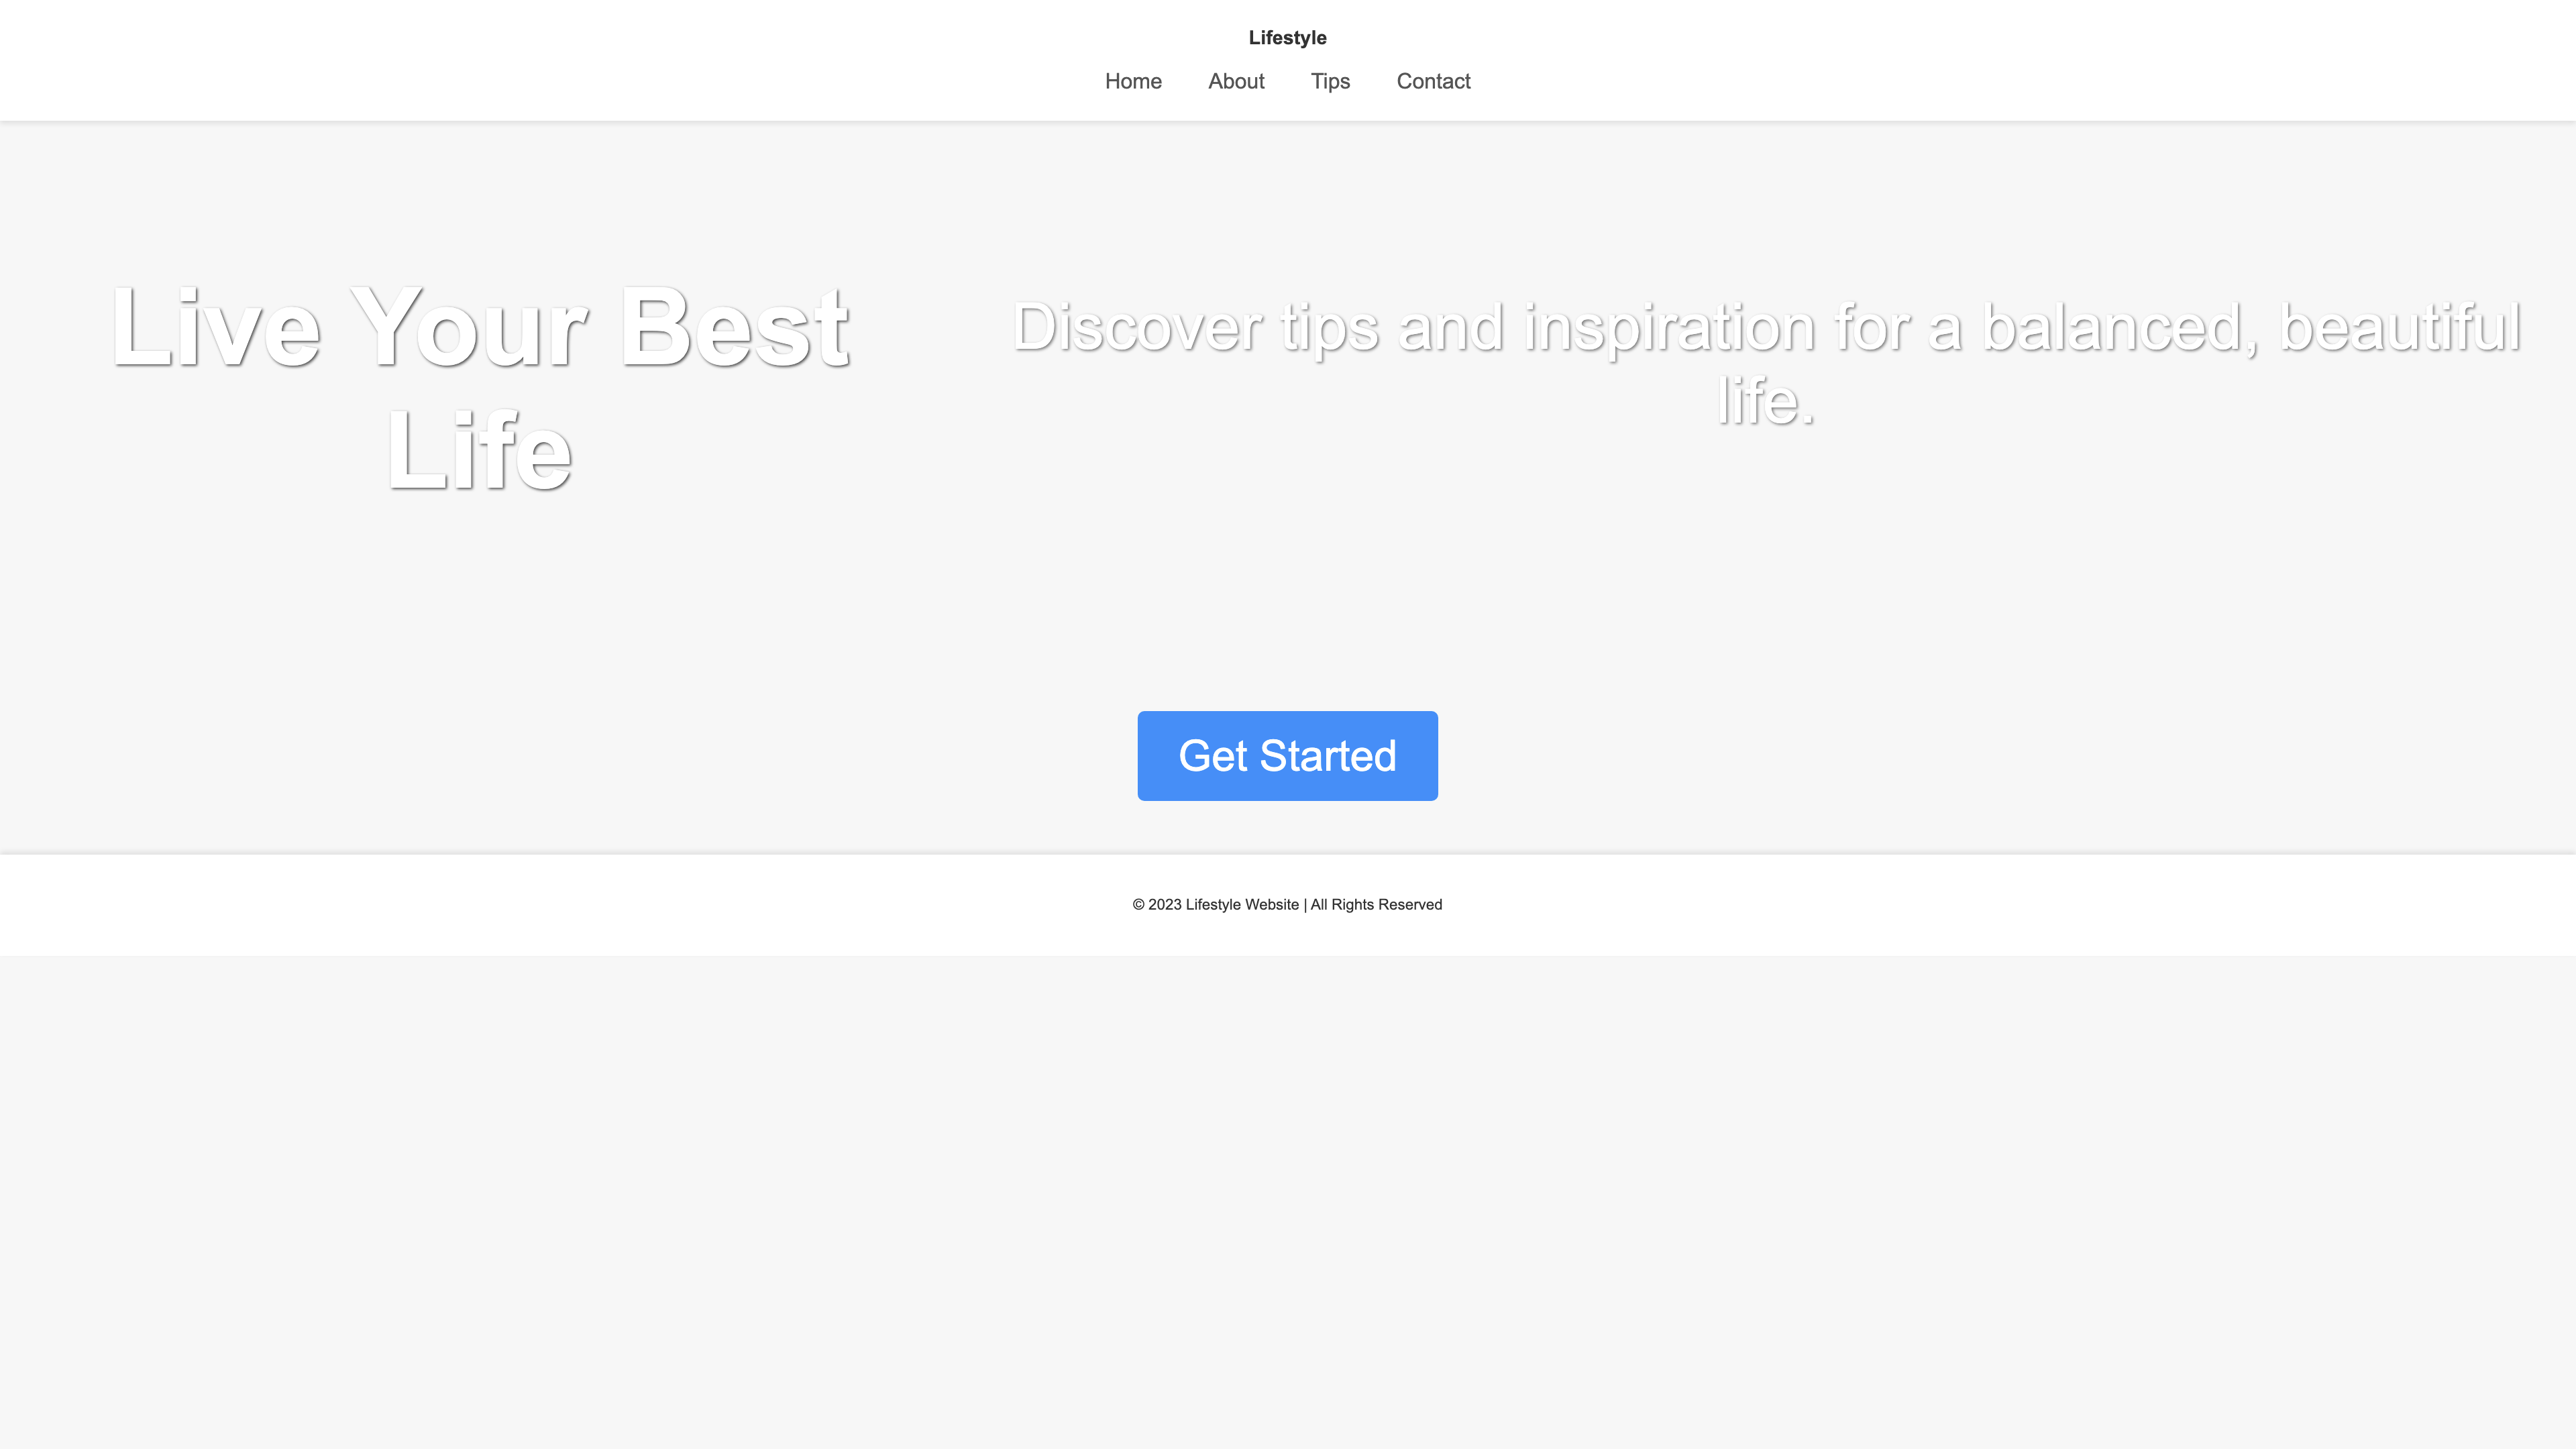 Lifestyle
Home About Tips Contact
Live Your Best
Life
Discover tips and inspiration for a balanced, beautiful
life.
Get Started
© 2023 Lifestyle Website | All Rights Reserved